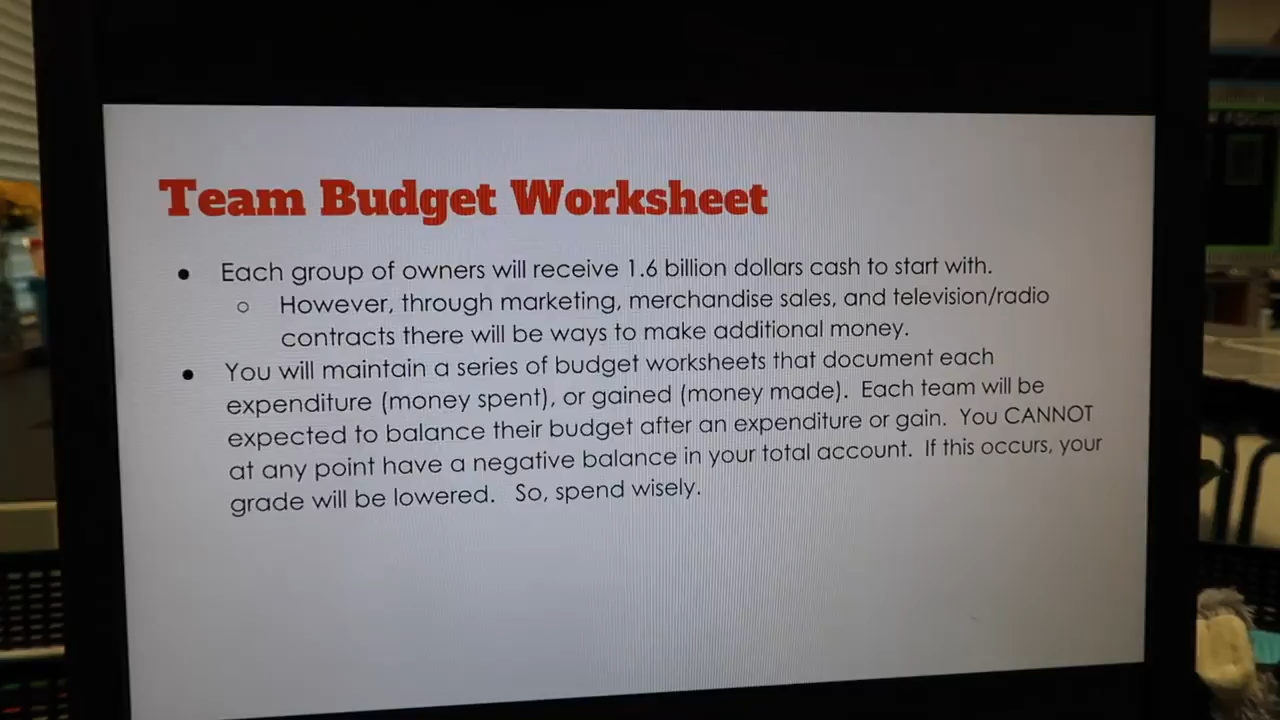 Team Budget Worksheet
● Each group of owners will receive 1.6 billion dollars cash to start with.
○ However, through marketing, merchandise sales, and television/radio
contracts there will be ways to make additional money.
● You will maintain a series of budget worksheets that document each
expenditure (money spent), or gained (money made). Each team will be
expected to balance their budget after an expenditure or gain. You CANNOT
at any point have a negative balance in your total account. If this occurs, your
grade will be lowered. So, spend wisely.